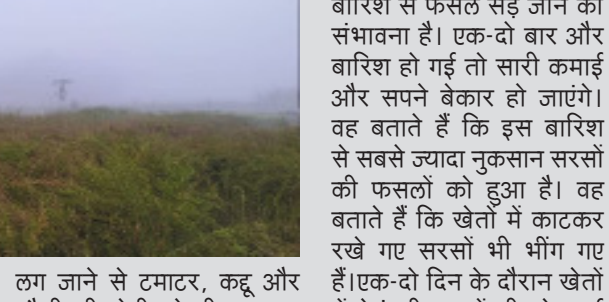 लग जाने से टमाटर, कद्दू और
बारिश से फसल सड़ जाने की
संभावना है। एक-दो बार और
बारिश हो गई तो सारी कमाई
और सपने बेकार हो जाएंगे।
वह बताते हैं कि इस बारिश
से सबसे ज्यादा नुकसान सरसों
की फसलों को हुआ है। वह
बताते हैं कि खेतों में काटकर
रखे गए सरसों भी भींग गए
हैं।एक-दो दिन के दौरान खेतों